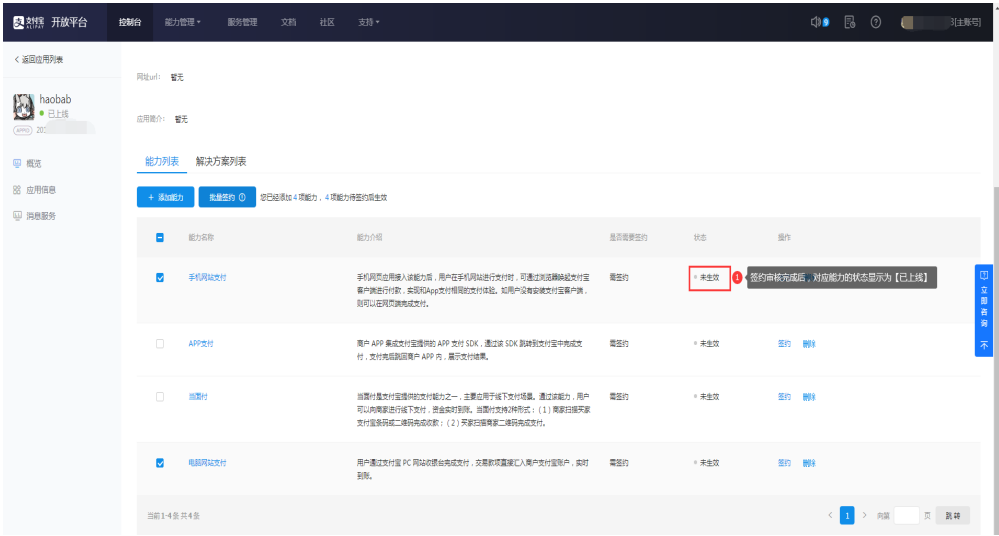 支付宝 ALIPAY 开放平台 控制台 能力管理 服务管理 文档 社区 支持 9 [主账号]
< 返回应用列表
haobab
已上线
APPID 20
概览
应用信息
消息服务
网址url： 暂无
应用简介： 暂无
能力列表 解决方案列表
+ 添加能力 批量签约 您已经添加 4 项能力，4 项能力待签约后生效
能力名称 能力介绍 是否需要签约 状态 操作
手机网站支付 手机网页应用接入该能力后，用户在手机网站进行支付时，可通过浏览器唤起支付宝 需签约 未生效 1 签约审核完成后，对应能力的状态显示为【已上线】
客户端进行付款，实现和App支付相同的支付体验。如用户没有安装支付宝客户端，
则可以在网页端完成支付。
APP支付 商户 APP 集成支付宝提供的 APP 支付 SDK，通过该 SDK 跳转到支付宝中完成支 需签约 未生效 签约 删除
付，支付完后跳回商户 APP 内，展示支付结果。
当面付 当面付是支付宝提供的支付能力之一，主要应用于线下支付场景。通过该能力，用户 需签约 未生效 签约 删除
可以向商家进行线下支付，资金实时到账。当面付支持2种形式：（1）商家扫描买家
支付宝条码或二维码完成收款；（2）买家扫描商家二维码完成支付。
电脑网站支付 用户通过支付宝 PC 网站收银台完成支付，交易款项直接汇入商户支付宝账户，实时 需签约 未生效 签约 删除
到账。
当前1-4条 共4条 < 1 > 向第 页 跳转
立即咨询